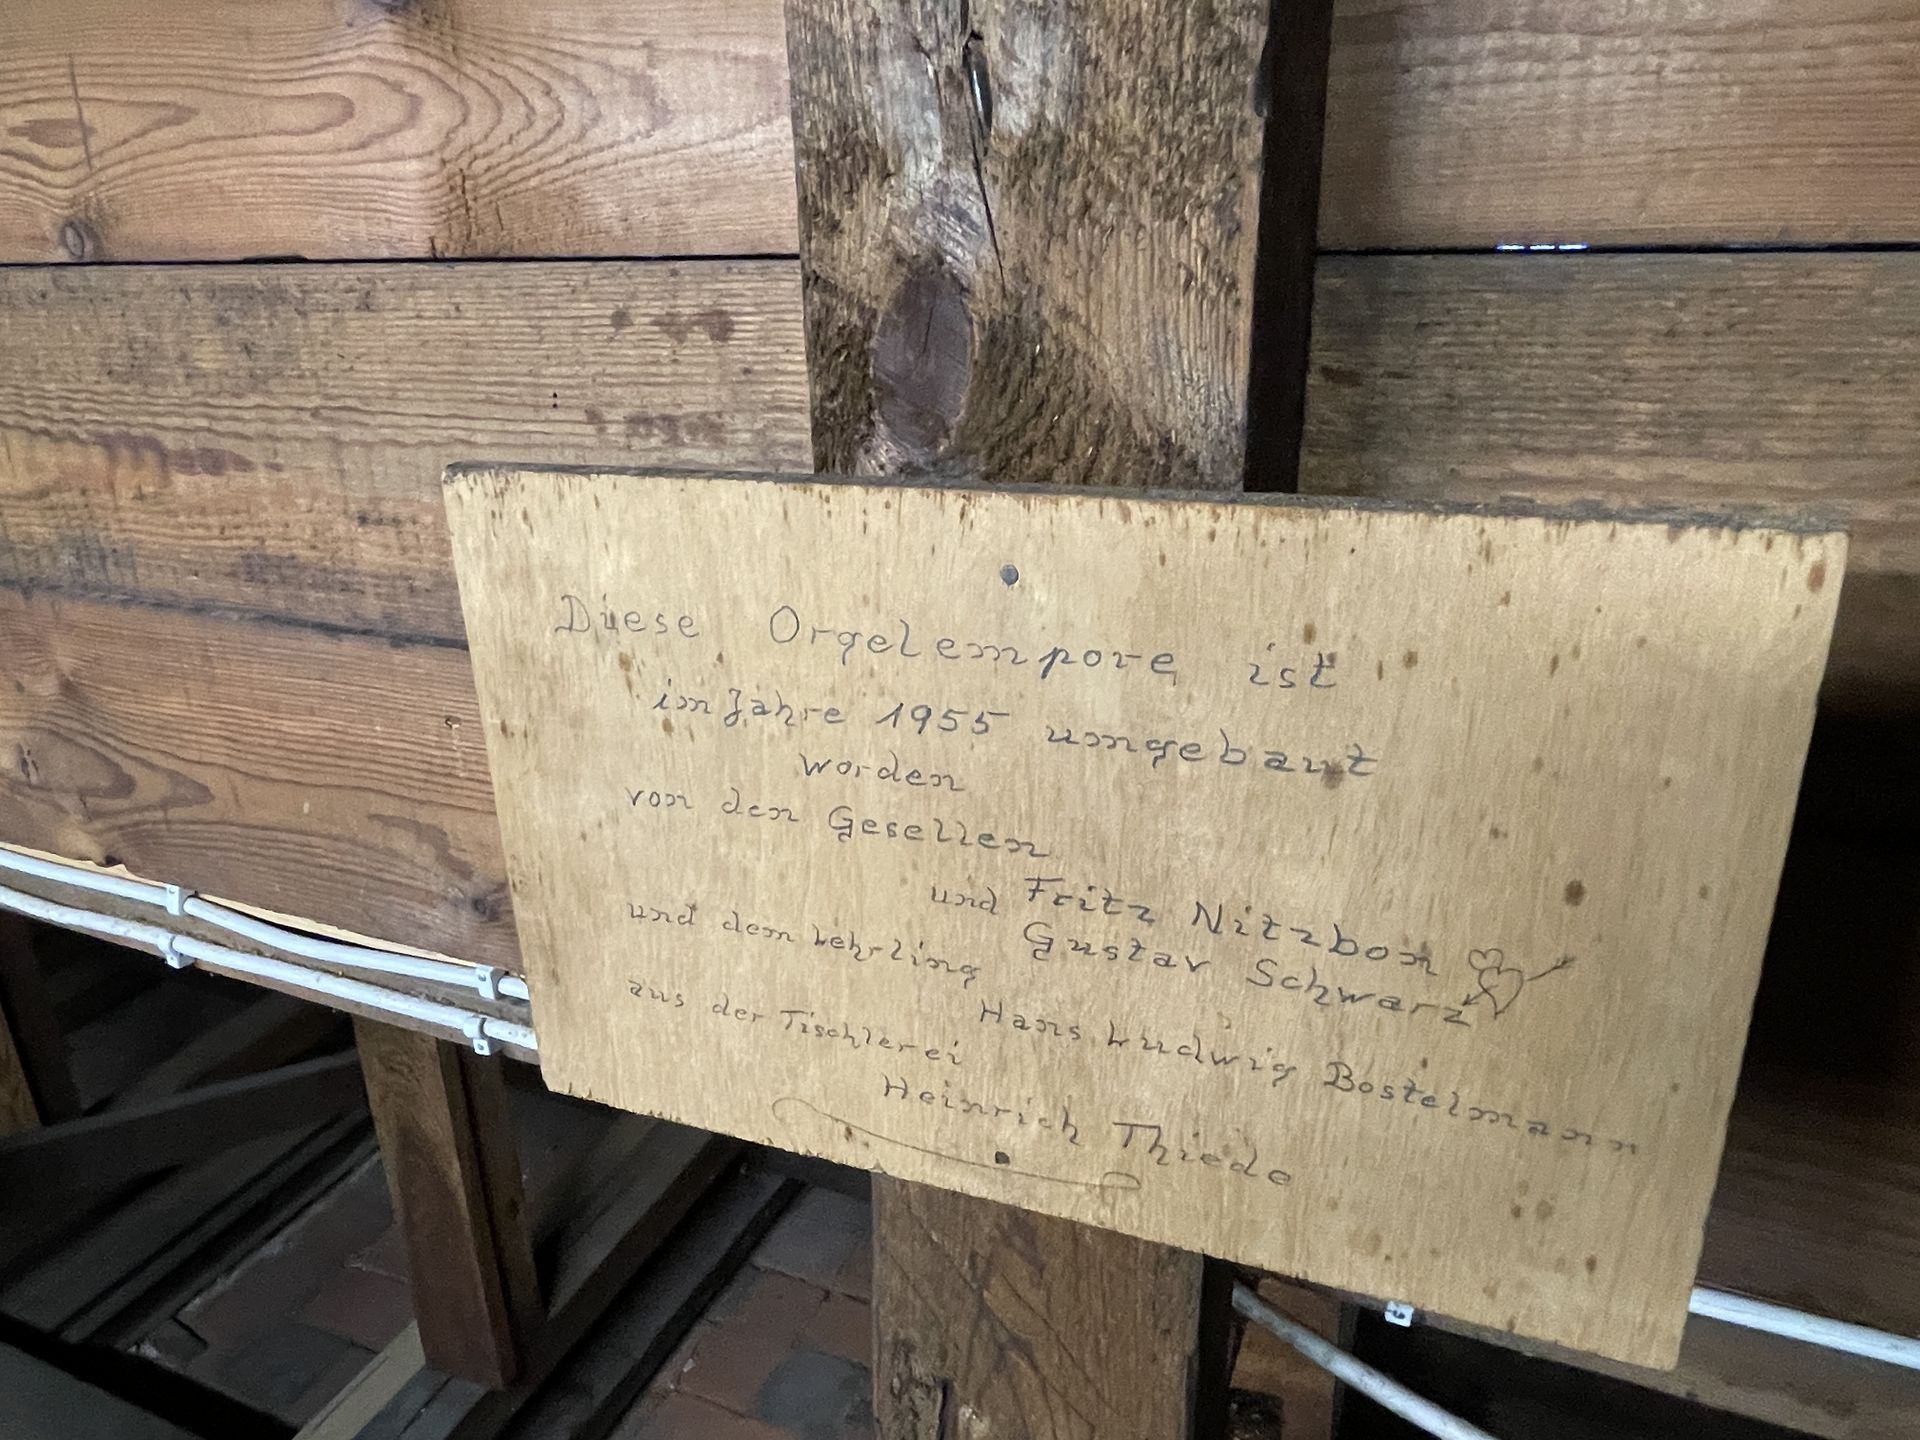 Diese Orgelempore ist
im Jahre 1955 umgebaut
worden
von den Gesellen
Fritz Nitzbon
und Gustav Schwarz
und dem Lehrling
Hans Ludwig Bostelmann
aus der Tischlerei
Heinrich Thiede